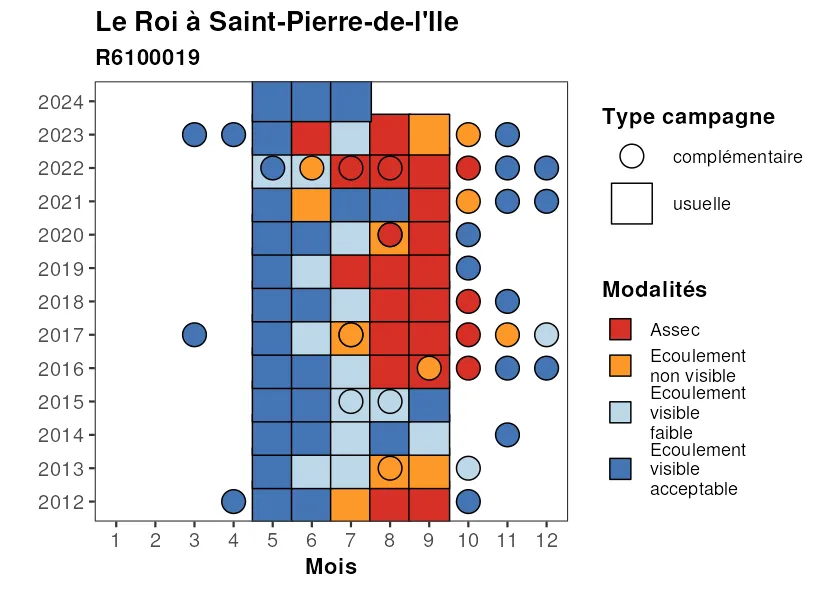 Le Roi à Saint-Pierre-de-l'Ile
R6100019
2024
2023
2022
2021
2020
2019
2018
2017
2016
2015
2014
2013
2012
1 2 3 4 5 6 7 8 9 10 11 12
Mois
Type campagne
complémentaire
usuelle
Modalités
Assec
Ecoulement
non visible
Ecoulement
visible
faible
Ecoulement
visible
acceptable